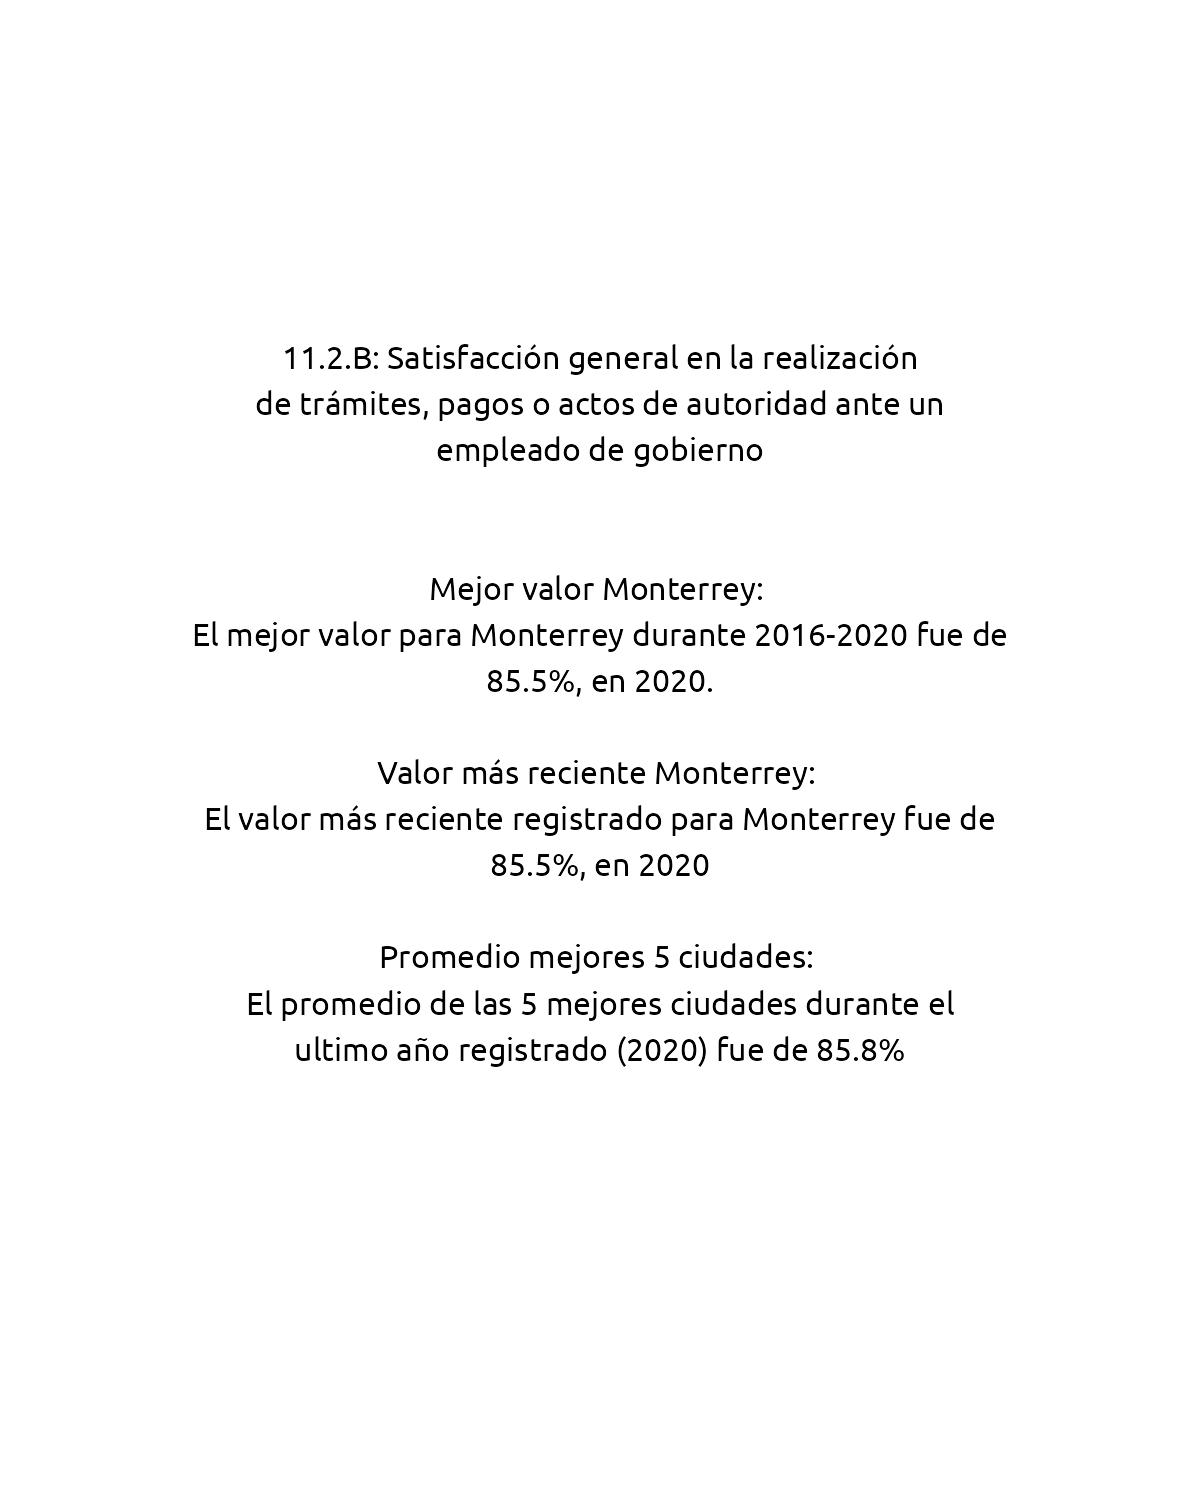 11.2.B: Satisfacción general en la realización
de trámites, pagos o actos de autoridad ante un
empleado de gobierno
Mejor valor Monterrey:
El mejor valor para Monterrey durante 2016-2020 fue de
85.5%, en 2020.
Valor más reciente Monterrey:
El valor más reciente registrado para Monterrey fue de
85.5%, en 2020
Promedio mejores 5 ciudades:
El promedio de las 5 mejores ciudades durante el
ultimo año registrado (2020) fue de 85.8%